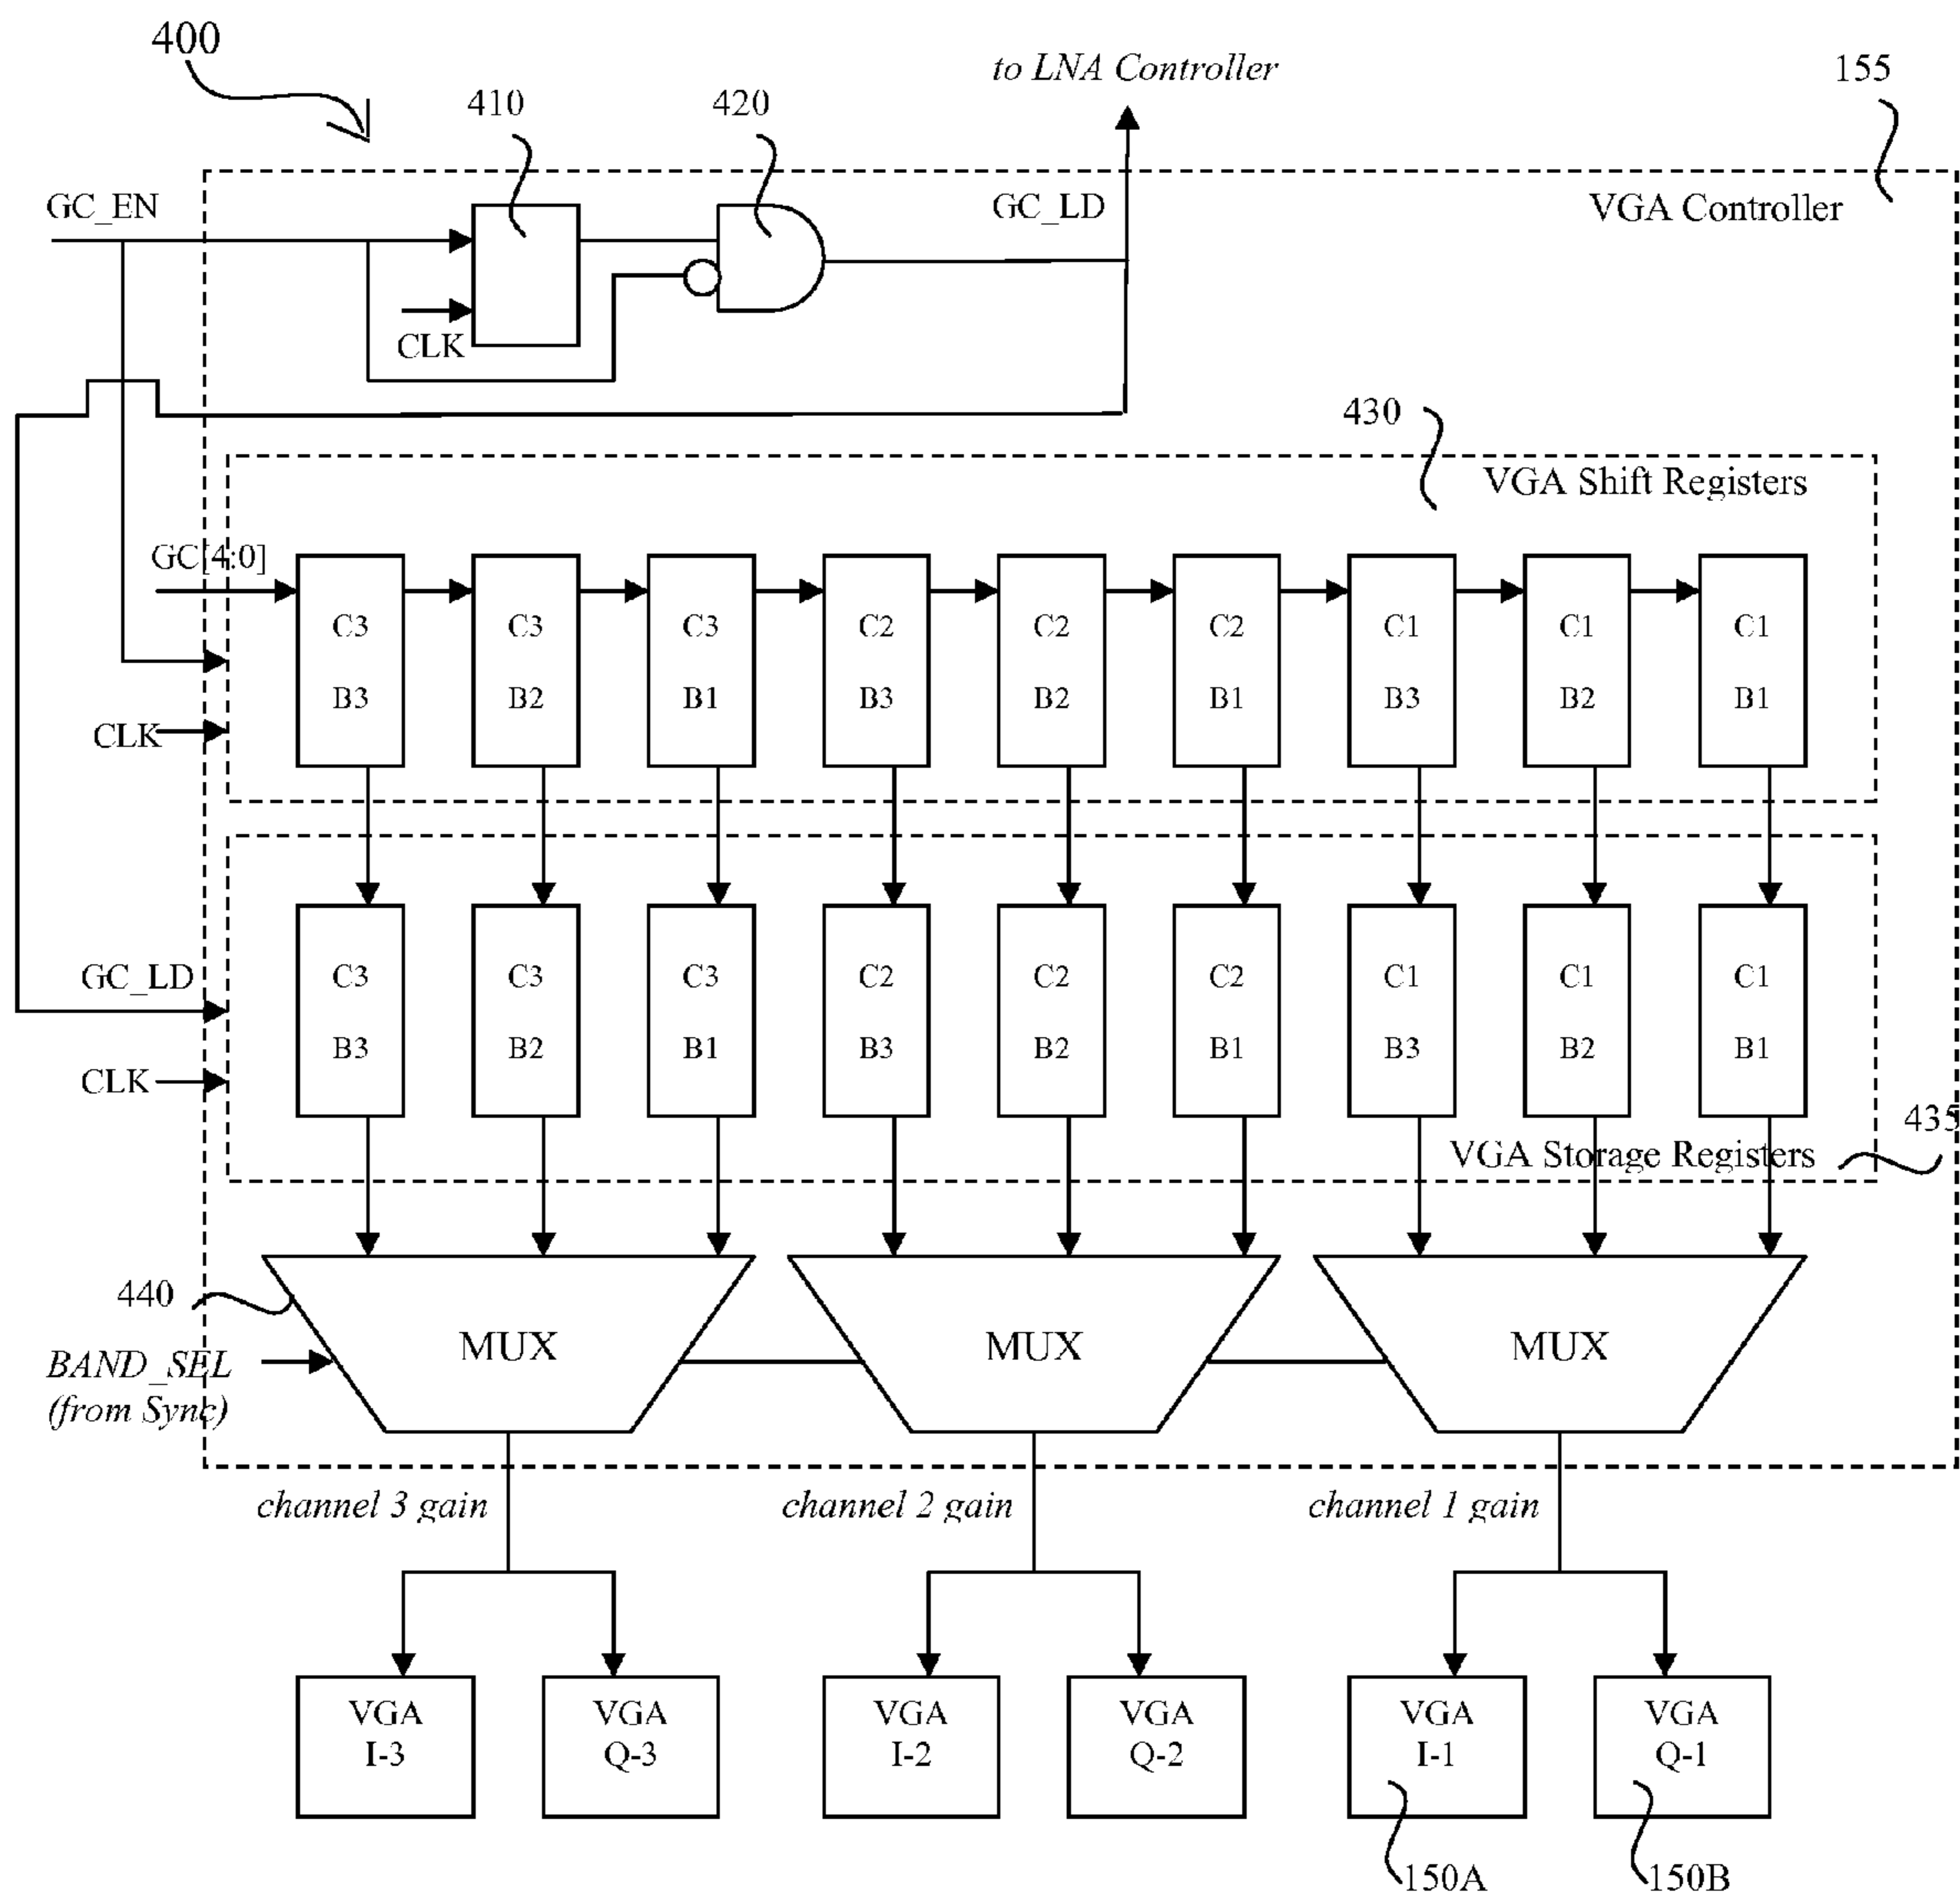 400
to LNA Controller
155
410
420
GC_EN
GC_LD
VGA Controller
CLK
430
VGA Shift Registers
GC[4:0]
C3 C3 C3 C2 C2 C2 C1 C1 C1
B3 B2 B1 B3 B2 B1 B3 B2 B1
CLK
GC_LD
C3 C3 C3 C2 C2 C2 C1 C1 C1
B3 B2 B1 B3 B2 B1 B3 B2 B1
CLK
435
VGA Storage Registers
440
MUX MUX MUX
BAND_SEL
(from Sync)
channel 3 gain
channel 2 gain
channel 1 gain
VGA VGA VGA VGA VGA VGA
I-3 Q-3 I-2 Q-2 I-1 Q-1
150A
150B